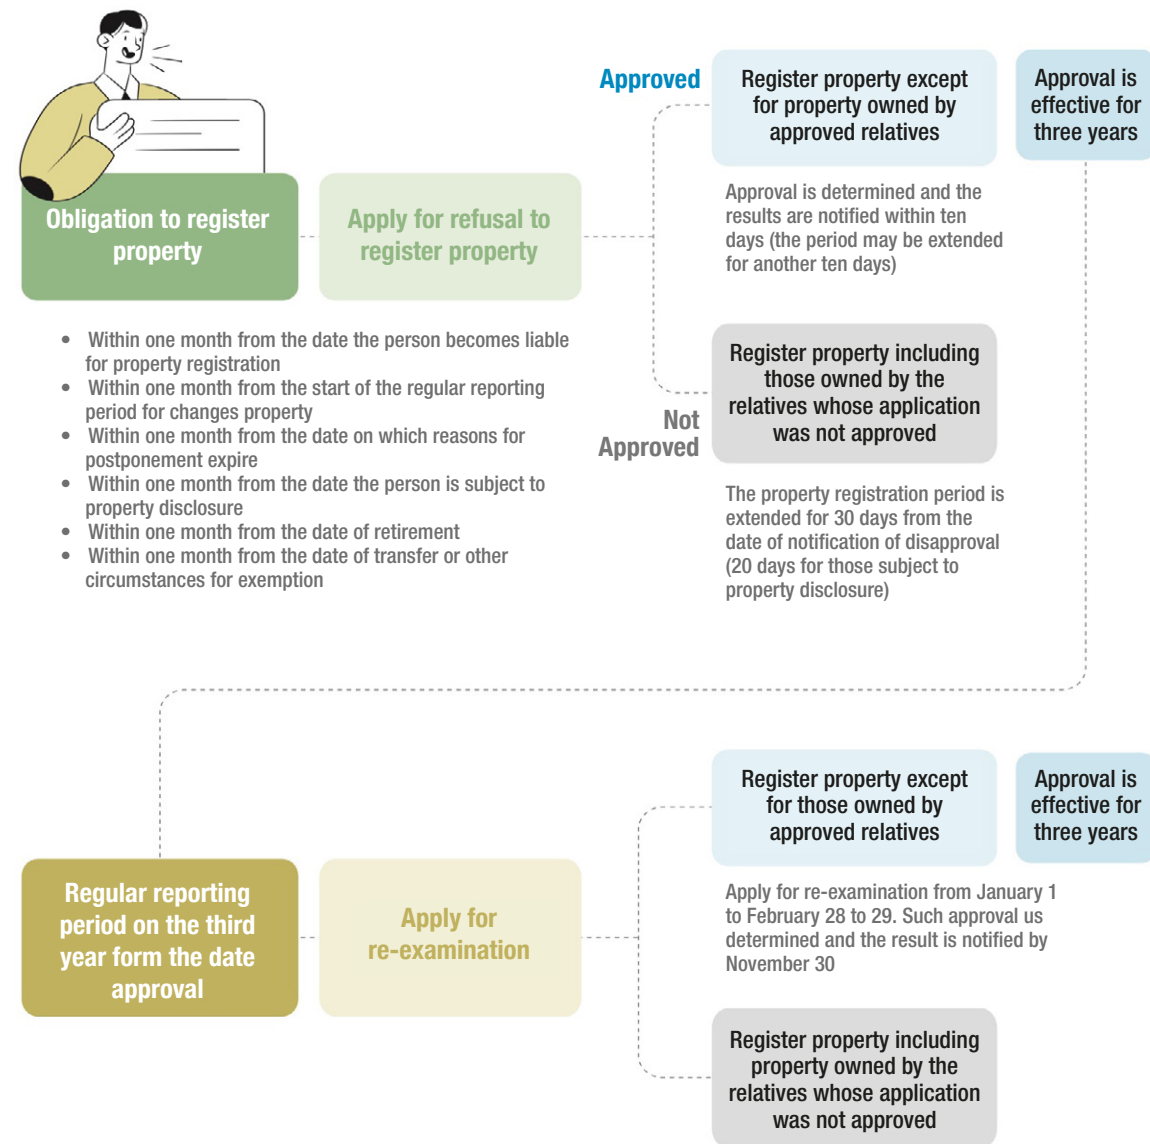 Obligation to register
property
Apply for refusal to
register property
• Within one month from the date the person becomes liable
for property registration
• Within one month from the start of the regular reporting
period for changes property
• Within one month from the date on which reasons for
postponement expire
• Within one month from the date the person is subject to
property disclosure
• Within one month from the date of retirement
• Within one month from the date of transfer or other
circumstances for exemption
Approved
Register property except
for property owned by
approved relatives
Approval is
effective for
three years
Approval is determined and the
results are notified within ten
days (the period may be extended
for another ten days)
Not
Approved
Register property including
those owned by the
relatives whose application
was not approved
The property registration period is
extended for 30 days from the
date of notification of disapproval
(20 days for those subject to
property disclosure)
Regular reporting
period on the third
year form the date
approval
Apply for
re-examination
Register property except
for those owned by
approved relatives
Approval is
effective for
three years
Apply for re-examination from January 1
to February 28 to 29. Such approval us
determined and the result is notified by
November 30
Register property including
property owned by the
relatives whose application
was not approved